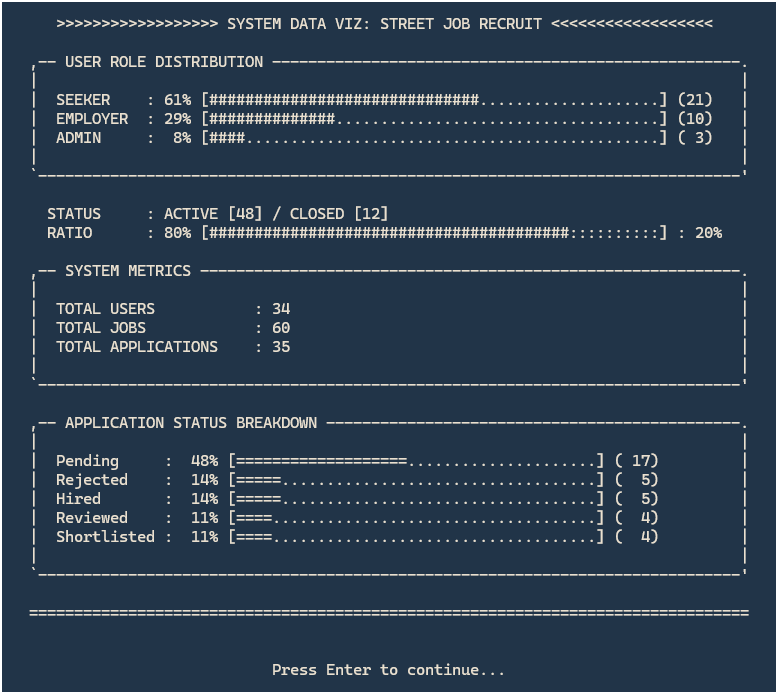 >>>>>>>>>>>>>>>>>> SYSTEM DATA VIZ: STREET JOB RECRUIT <<<<<<<<<<<<<<<<<<
USER ROLE DISTRIBUTION
SEEKER    : 61% [##############################....................] (21)
EMPLOYER  : 29% [##############....................................] (10)
ADMIN     :  8% [####..............................................] ( 3)
STATUS     : ACTIVE [48] / CLOSED [12]
RATIO      : 80% [########################################::::::::::] : 20%
SYSTEM METRICS
TOTAL USERS           : 34
TOTAL JOBS            : 60
TOTAL APPLICATIONS    : 35
APPLICATION STATUS BREAKDOWN
Pending     :  48% [===================.....................] ( 17)
Rejected    :  14% [=====...................................] (  5)
Hired       :  14% [=====...................................] (  5)
Reviewed    :  11% [====....................................] (  4)
Shortlisted :  11% [====....................................] (  4)
================================================================================
Press Enter to continue...